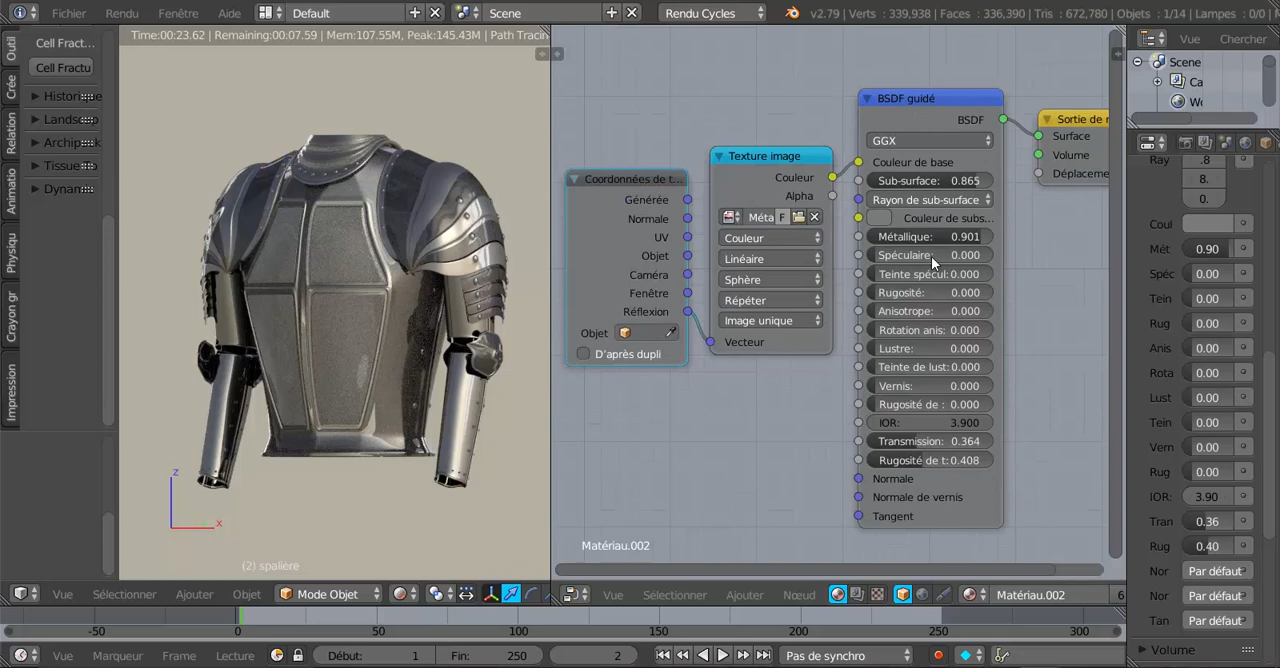 Fichier Rendu Fenêtre Aide Default Scene Rendu Cycles v2.79 | Verts : 339,938 | Faces : 336,390 | Tris : 672,780 | Objets : 1/14 | Lampes : 0/0 |
Time:00:23.62 | Remaining:00:07.59 | Mem:107.55M, Peak:145.43M | Path Tracin
Outil
Crée
Relation
Animatio
Physiqu
Crayon gr
Impression
Cell Fract...
Cell Fractu
Historique
Landsc
Archipa
Tissue
Dynan
z
x
(2) spalière
Coordonnées de t...
Générée
Normale
UV
Objet
Caméra
Fenêtre
Réflexion
Objet
D'après dupli
Texture image
Couleur
Alpha
Méta F
Couleur
Linéaire
Sphère
Répéter
Image unique
Vecteur
BSDF guidé
BSDF
GGX
Couleur de base
Sub-surface: 0.865
Rayon de sub-surface
Couleur de subs...
Métallique: 0.901
Spéculaire: 0.000
Teinte spécul: 0.000
Rugosité: 0.000
Anisotrope: 0.000
Rotation anis: 0.000
Lustre: 0.000
Teinte de lust: 0.000
Vernis: 0.000
Rugosité de : 0.000
IOR: 3.900
Transmission: 0.364
Rugosité de t: 0.408
Normale
Normale de vernis
Tangent
Sortie de m
Surface
Volume
Déplaceme
Matériau.002
Vue Chercher
Scene
Ca
Wo
Ray .8
8.
0.
Coul
Mét 0.90
Spéc 0.00
Tein 0.00
Rug 0.00
Anis 0.00
Rota 0.00
Lust 0.00
Tein 0.00
Vern 0.00
Rug 0.00
IOR: 3.90
Tran 0.36
Rug 0.40
Nor Par défaut
Nor Par défaut
Tan Par défaut
Volume
Vue Sélectionner Ajouter Objet Mode Objet
Vue Sélectionner Ajouter Nœud Matériau.002 6
-50 0 50 100 150 200 250 300
Vue Marqueur Frame Lecture Début: 1 Fin: 250 2 Pas de synchro